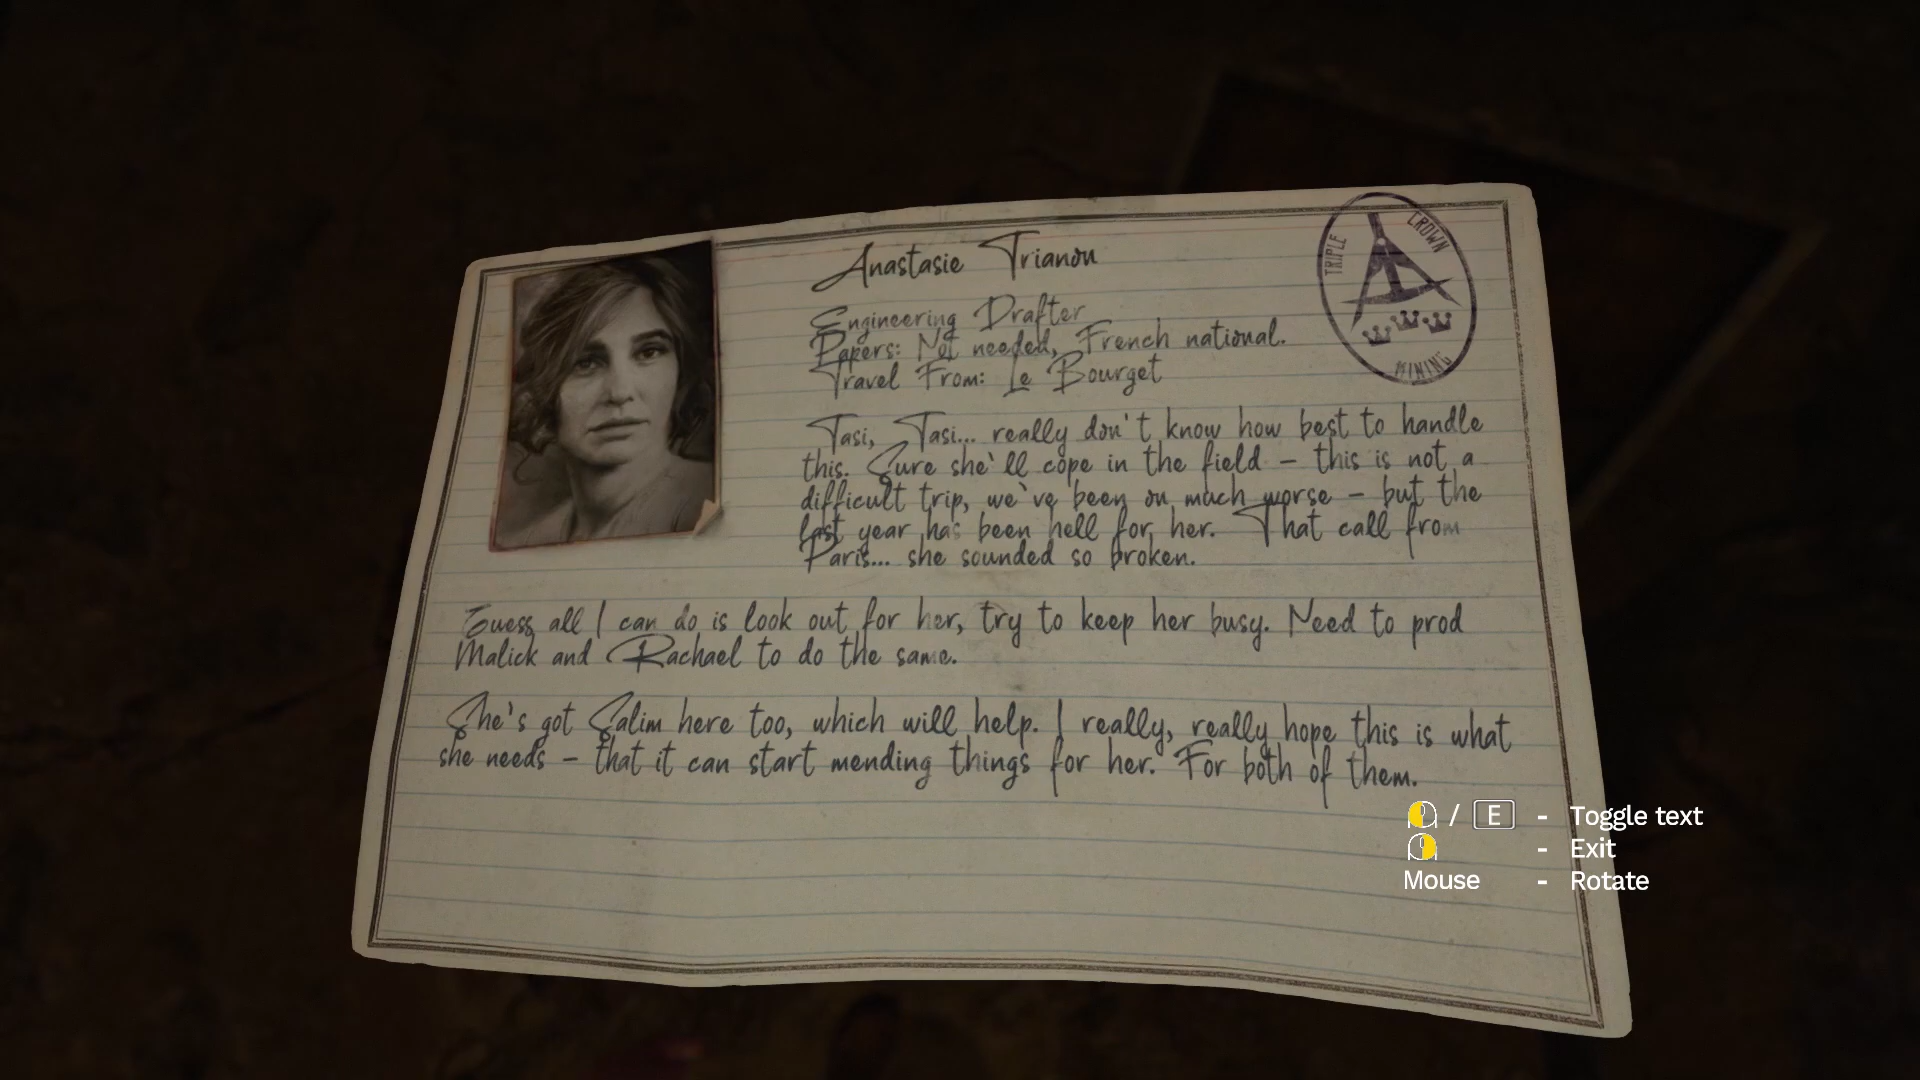 Anastasie Trianon
Engineering Drafter
Papers: Not needed, French national.
Travel From: Le Bourget
TRIPLE CROWN MINING
Tasi, Tasi... really don't know how best to handle
this. Sure she'll cope in the field – this is not a
difficult trip, we've been on much worse – but the
last year has been hell for her. That call from
Paris... she sounded so broken.
Guess all I can do is look out for her, try to keep her busy. Need to prod
Malick and Rachael to do the same.
She's got Salim here too, which will help. I really, really hope this is what
she needs – that it can start mending things for her. For both of them.
/ E - Toggle text
- Exit
Mouse - Rotate